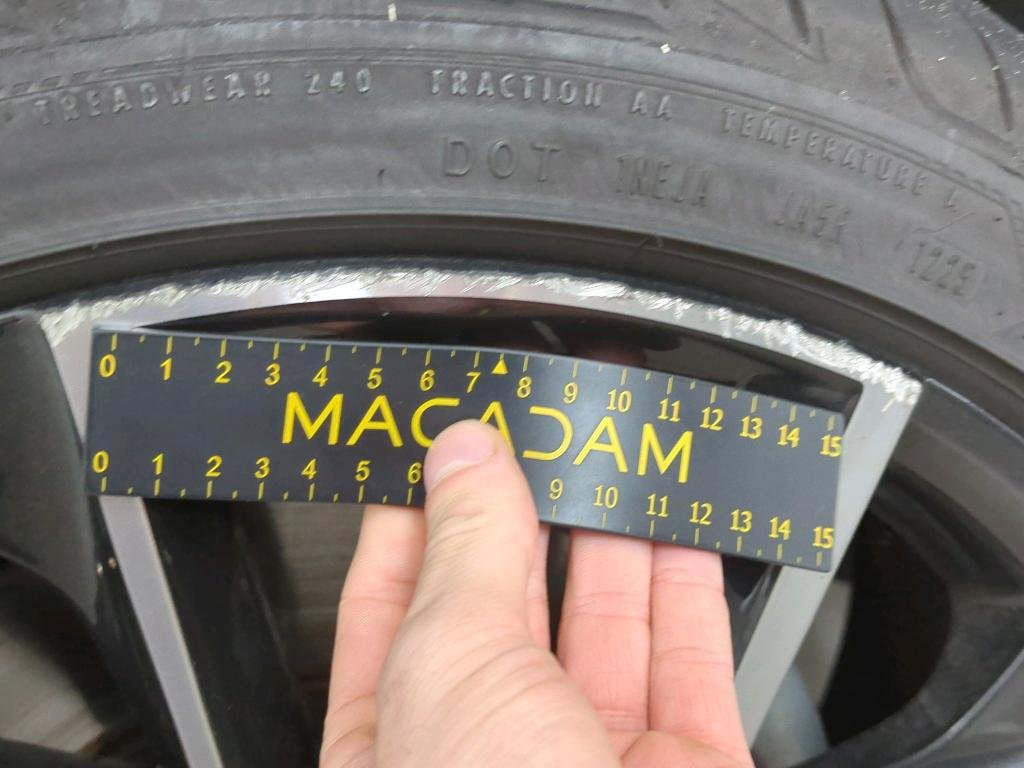 TREADWEAR 240 TRACTION AA TEMPERATURE A
DOT 1NEJA 1225
0 1 2 3 4 5 6 7 8 9 10 11 12 13 14 15
MACADAM
0 1 2 3 4 5 6 9 10 11 12 13 14 15